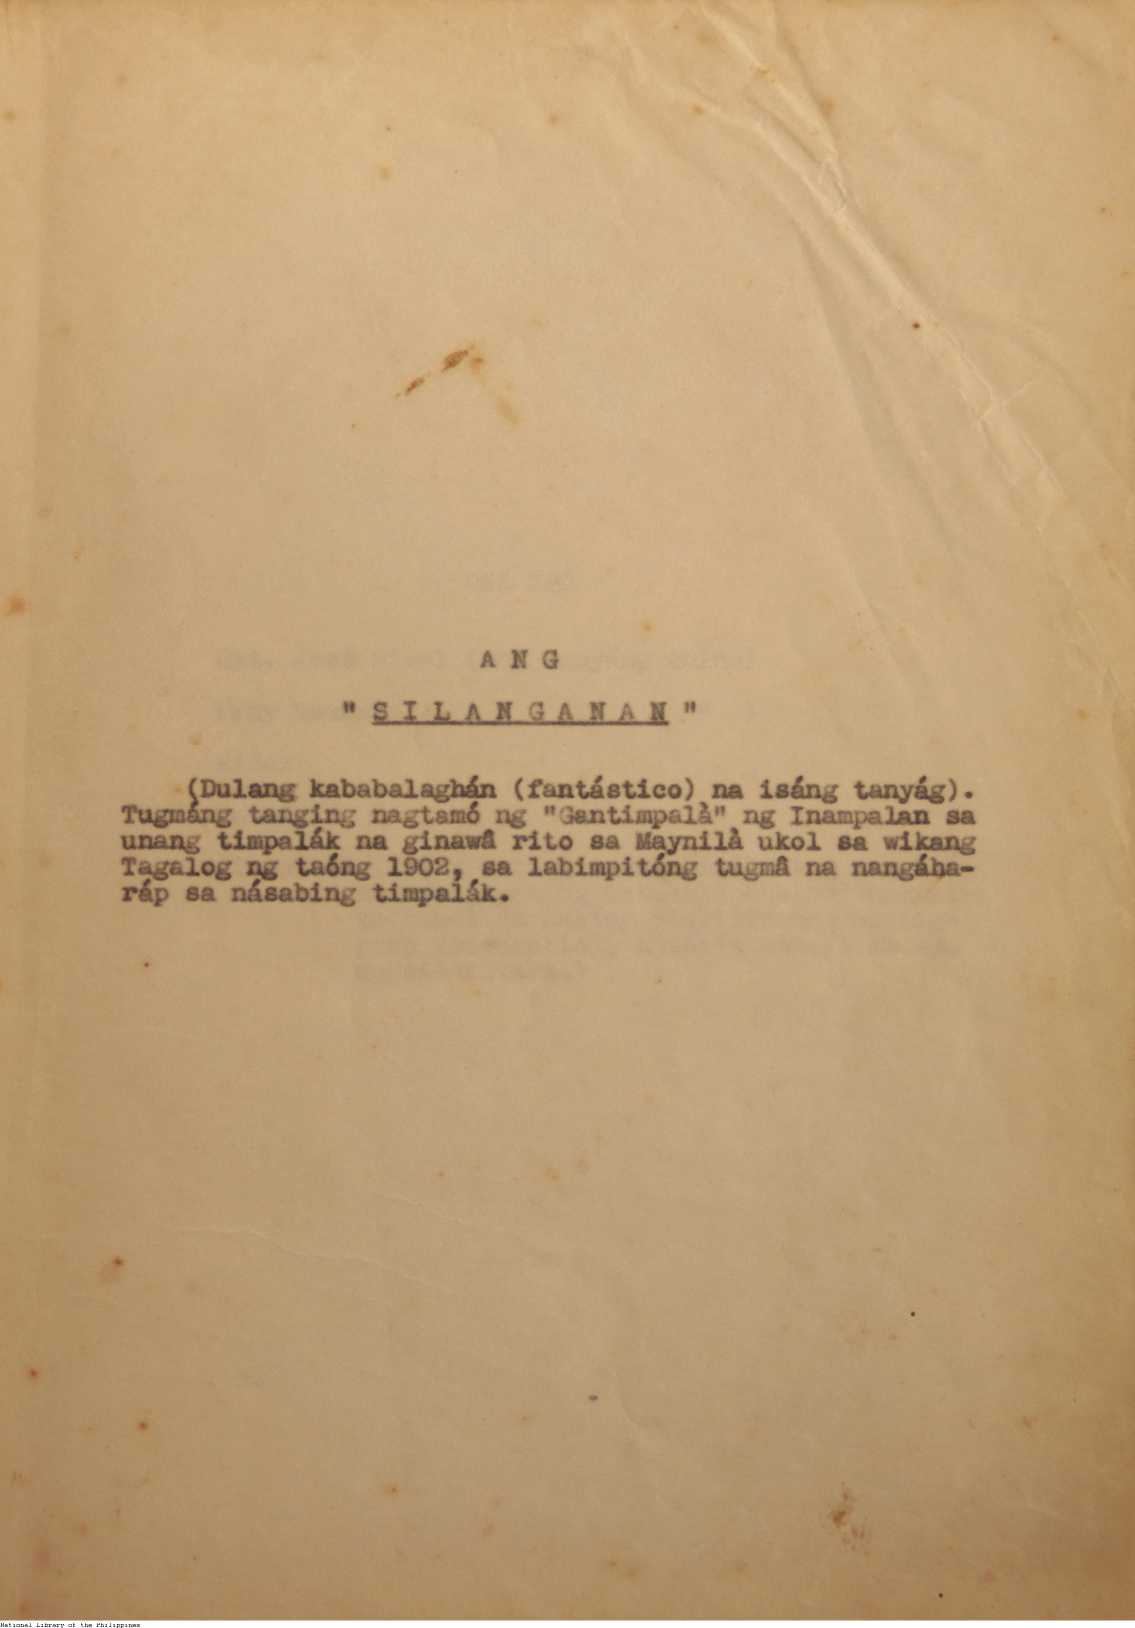 A N G
" S I L A N G A N A N "
(Dulang kababalaghán (fantástico) na isáng tanyág).
Tugmáng tanging nagtamó ng "Gantimpalà" ng Inampalan sa
unang timpalák na ginawâ rito sa Maynilà ukol sa wikang
Tagalog ng taóng 1902, sa labimpitóng tugmâ na nangáha-
ráp sa násabing timpalák.
National Library of the Philippines